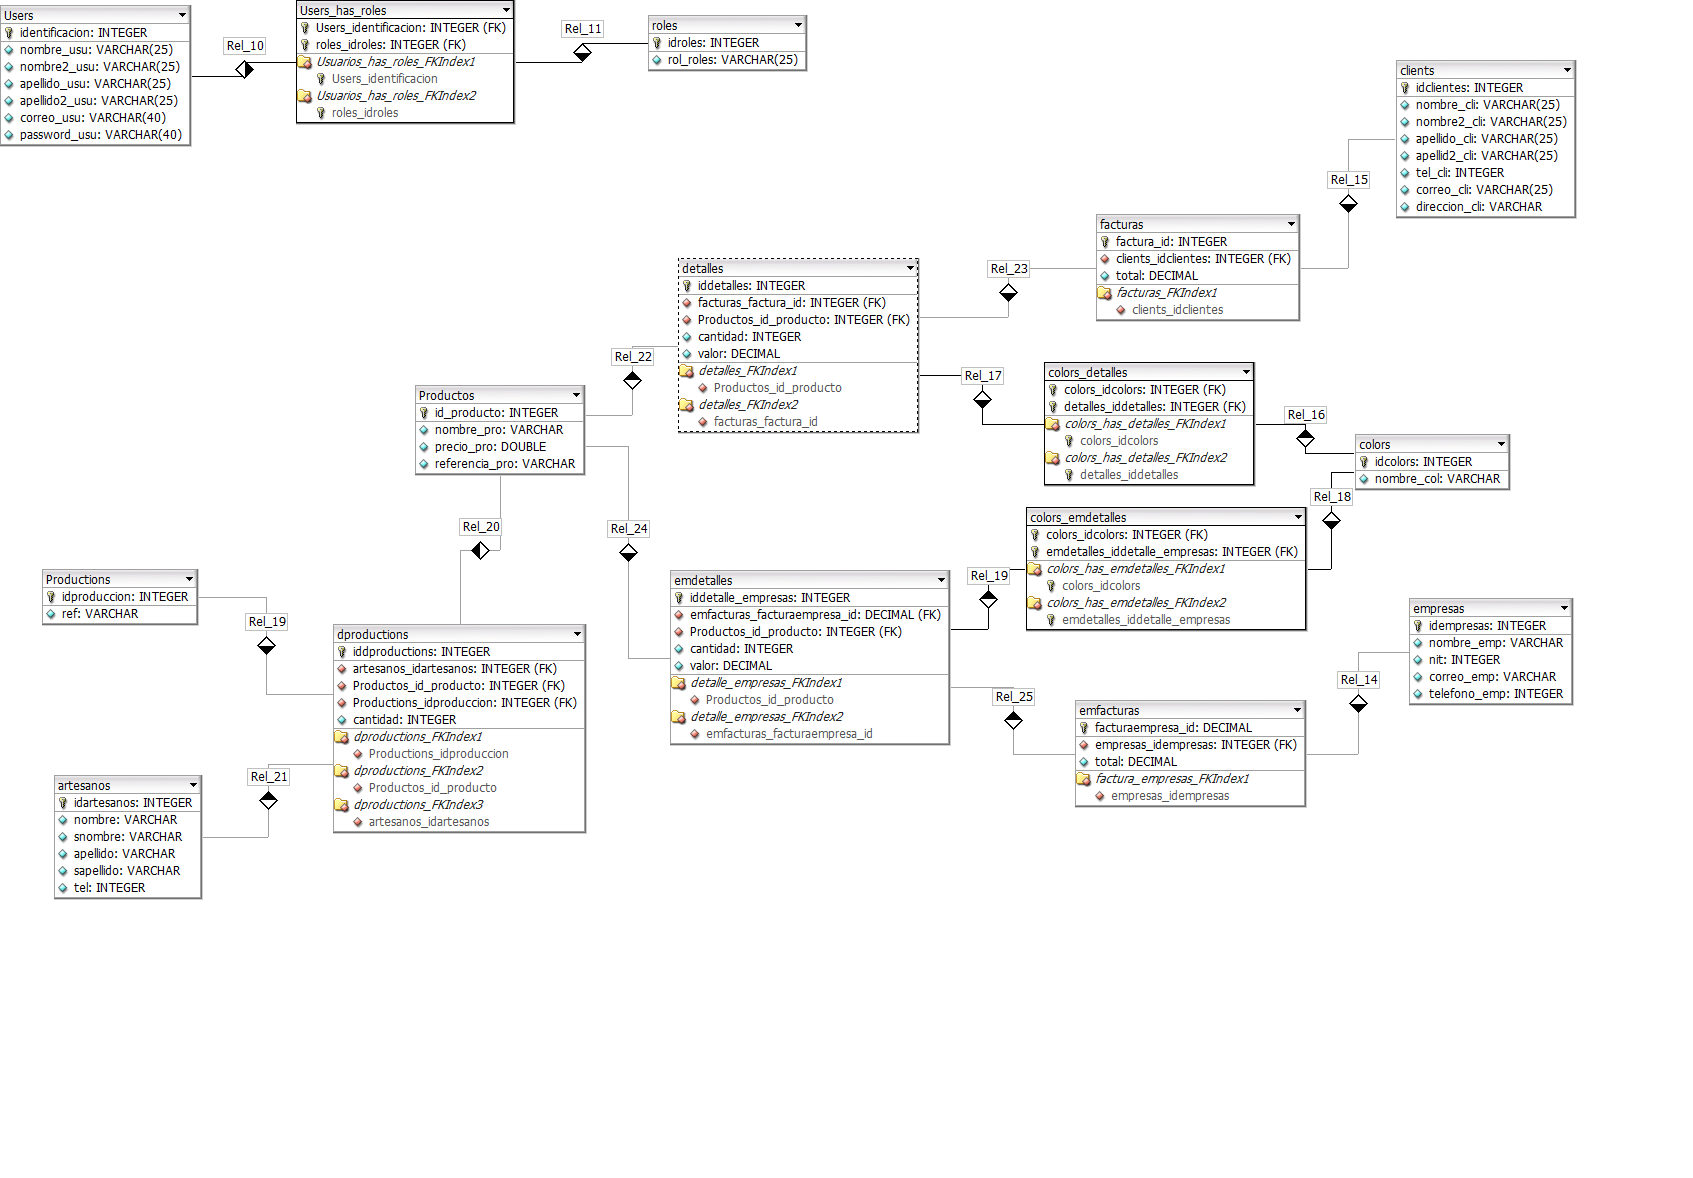 Users
identificacion: INTEGER
nombre_usu: VARCHAR(25)
nombre2_usu: VARCHAR(25)
apellido_usu: VARCHAR(25)
apellido2_usu: VARCHAR(25)
correo_usu: VARCHAR(40)
password_usu: VARCHAR(40)
Rel_10
Users_has_roles
Users_identificacion: INTEGER (FK)
roles_idroles: INTEGER (FK)
Usuarios_has_roles_FKIndex1
Users_identificacion
Usuarios_has_roles_FKIndex2
roles_idroles
Rel_11
roles
idroles: INTEGER
rol_roles: VARCHAR(25)
clients
idclientes: INTEGER
nombre_cli: VARCHAR(25)
nombre2_cli: VARCHAR(25)
apellido_cli: VARCHAR(25)
apellid2_cli: VARCHAR(25)
tel_cli: INTEGER
correo_cli: VARCHAR(25)
direccion_cli: VARCHAR
Rel_15
facturas
factura_id: INTEGER
clients_idclientes: INTEGER (FK)
total: DECIMAL
facturas_FKIndex1
clients_idclientes
Rel_23
detalles
iddetalles: INTEGER
facturas_factura_id: INTEGER (FK)
Productos_id_producto: INTEGER (FK)
cantidad: INTEGER
valor: DECIMAL
detalles_FKIndex1
Productos_id_producto
detalles_FKIndex2
facturas_factura_id
Rel_22
Rel_17
colors_detalles
colors_idcolors: INTEGER (FK)
detalles_iddetalles: INTEGER (FK)
colors_has_detalles_FKIndex1
colors_idcolors
colors_has_detalles_FKIndex2
detalles_iddetalles
Rel_16
colors
idcolors: INTEGER
nombre_col: VARCHAR
Rel_18
Productos
id_producto: INTEGER
nombre_pro: VARCHAR
precio_pro: DOUBLE
referencia_pro: VARCHAR
Rel_20
Rel_24
colors_emdetalles
colors_idcolors: INTEGER (FK)
emdetalles_iddetalle_empresas: INTEGER (FK)
colors_has_emdetalles_FKIndex1
colors_idcolors
colors_has_emdetalles_FKIndex2
emdetalles_iddetalle_empresas
Rel_19
Productions
idproduccion: INTEGER
ref: VARCHAR
Rel_19
emdetalles
iddetalle_empresas: INTEGER
emfacturas_facturaempresa_id: DECIMAL (FK)
Productos_id_producto: INTEGER (FK)
cantidad: INTEGER
valor: DECIMAL
detalle_empresas_FKIndex1
Productos_id_producto
detalle_empresas_FKIndex2
emfacturas_facturaempresa_id
empresas
idempresas: INTEGER
nombre_emp: VARCHAR
nit: INTEGER
correo_emp: VARCHAR
telefono_emp: INTEGER
Rel_14
Rel_25
dproductions
iddproductions: INTEGER
artesanos_idartesanos: INTEGER (FK)
Productos_id_producto: INTEGER (FK)
Productions_idproduccion: INTEGER (FK)
cantidad: INTEGER
dproductions_FKIndex1
Productions_idproduccion
dproductions_FKIndex2
Productos_id_producto
dproductions_FKIndex3
artesanos_idartesanos
emfacturas
facturaempresa_id: DECIMAL
empresas_idempresas: INTEGER (FK)
total: DECIMAL
factura_empresas_FKIndex1
empresas_idempresas
Rel_21
artesanos
idartesanos: INTEGER
nombre: VARCHAR
snombre: VARCHAR
apellido: VARCHAR
sapellido: VARCHAR
tel: INTEGER